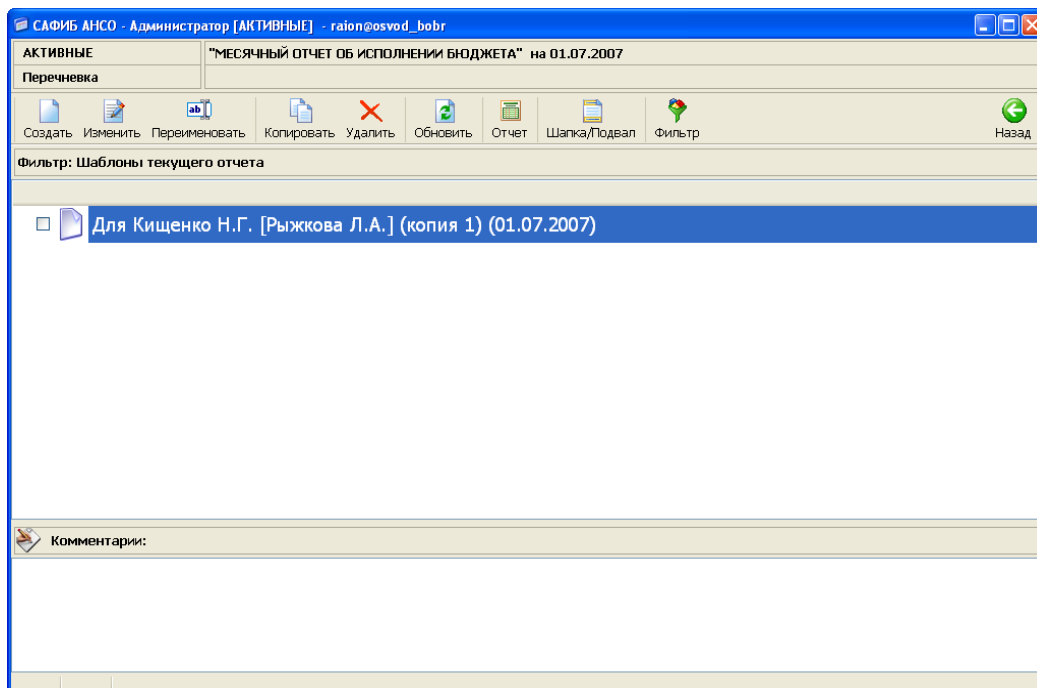 САФИБ АНСО - Администратор [АКТИВНЫЕ] - raion@osvod_bobr
АКТИВНЫЕ "МЕСЯЧНЫЙ ОТЧЕТ ОБ ИСПОЛНЕНИИ БЮДЖЕТА" на 01.07.2007
Перечневка
Создать Изменить Переименовать Копировать Удалить Обновить Отчет Шапка/Подвал Фильтр Назад
Фильтр: Шаблоны текущего отчета
Для Кищенко Н.Г. [Рыжкова Л.А.] (копия 1) (01.07.2007)
Комментарии: